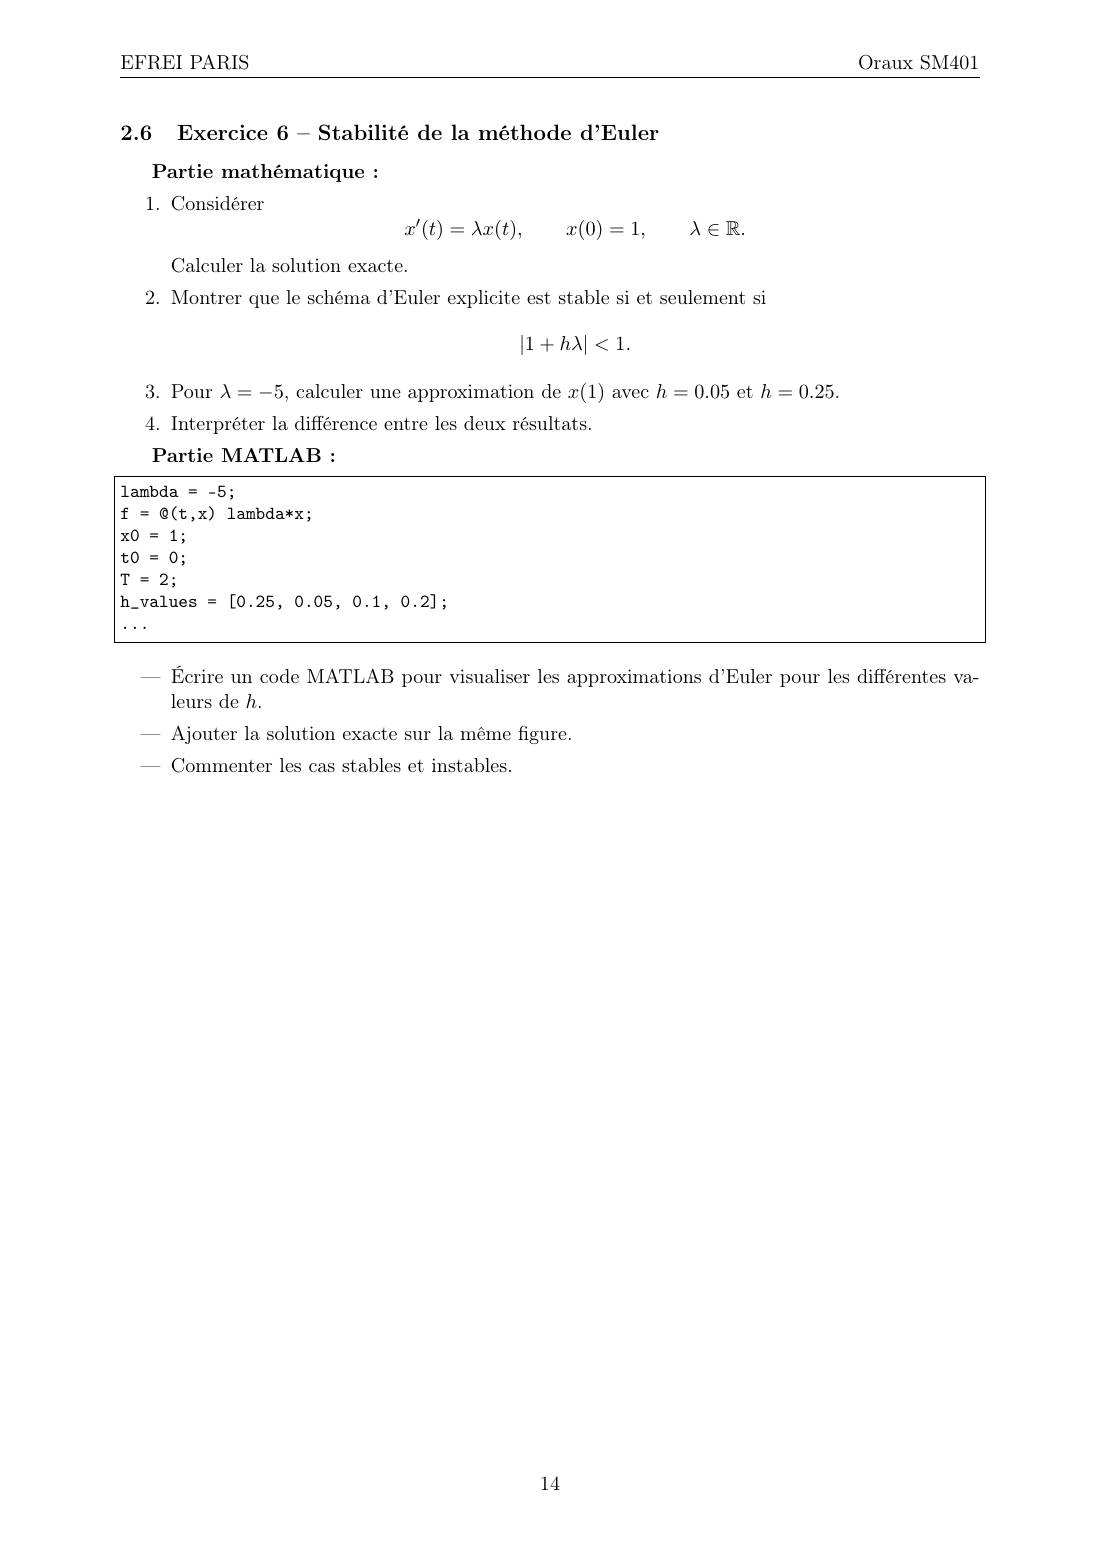 EFREI PARIS Oraux SM401
2.6 Exercice 6 – Stabilité de la méthode d'Euler
Partie mathématique :
1. Considérer
x′(t) = λx(t), x(0) = 1, λ ∈ ℝ.
Calculer la solution exacte.
2. Montrer que le schéma d'Euler explicite est stable si et seulement si
|1 + hλ| < 1.
3. Pour λ = −5, calculer une approximation de x(1) avec h = 0.05 et h = 0.25.
4. Interpréter la différence entre les deux résultats.
Partie MATLAB :
lambda = -5;
f = @(t,x) lambda*x;
x0 = 1;
t0 = 0;
T = 2;
h_values = [0.25, 0.05, 0.1, 0.2];
...
— Écrire un code MATLAB pour visualiser les approximations d'Euler pour les différentes va-
leurs de h.
— Ajouter la solution exacte sur la même figure.
— Commenter les cas stables et instables.
14